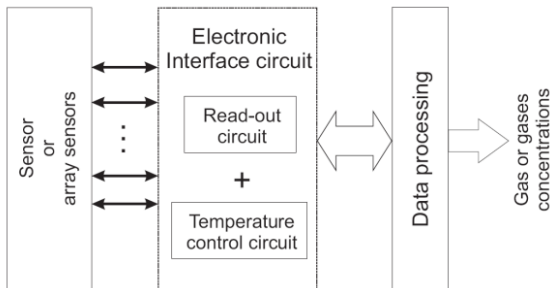 Sensor
or
array sensors
Electronic
Interface circuit
Read-out
circuit
+
Temperature
control circuit
Data processing
Gas or gases
concentrations